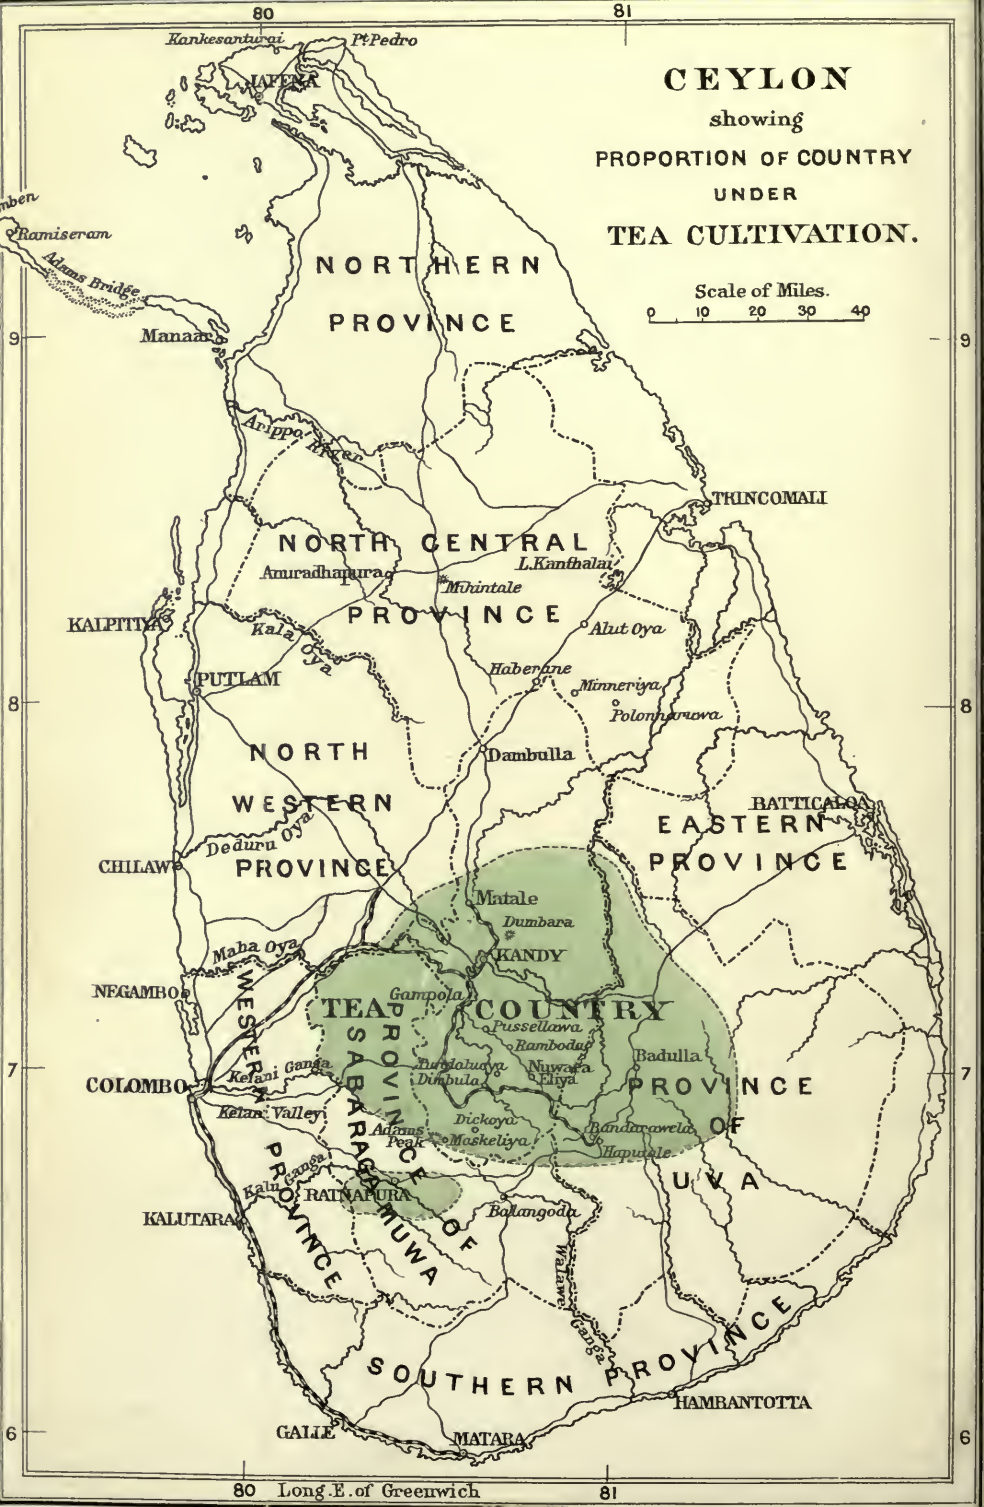 80
81
Kankesanturai
Pt. Pedro
JAFFNA
CEYLON
showing
PROPORTION OF COUNTRY
UNDER
TEA CULTIVATION.
Ramiseram
Adams Bridge
NORTHERN
PROVINCE
Scale of Miles.
0 10 20 30 40
Manaar
9
9
Arippo River
TRINCOMALI
NORTH CENTRAL
PROVINCE
L. Kanthalai
Anuradhapura
Mihintale
KALPITIYA
Kala Oya
Alut Oya
Haberane
Minneriya
PUTLAM
Polonnaruwa
8
8
NORTH
WESTERN
PROVINCE
Dambulla
BATTICALOA
EASTERN
PROVINCE
Deduru Oya
CHILAW
Matale
Dumbara
Maha Oya
KANDY
NEGAMBO
WESTERN
PROVINCE
Gampola
TEA COUNTRY
Pussellawa
Ramboda
Badulla
7
7
COLOMBO
Kelani Ganga
Kelani Valley
Dimbula
Nuwara
Eliya
PROVINCE
OF
UVA
Dickoya
Adams
Peak
Maskeliya
Bandarawela
Haputale
PROVINCE OF
SABARAGAMUWA
Kalu Ganga
RATNAPURA
Balangoda
KALUTARA
Walawe Ganga
SOUTHERN PROVINCE
HAMBANTOTTA
GALLE
MATARA
6
6
80
Long. E. of Greenwich
81